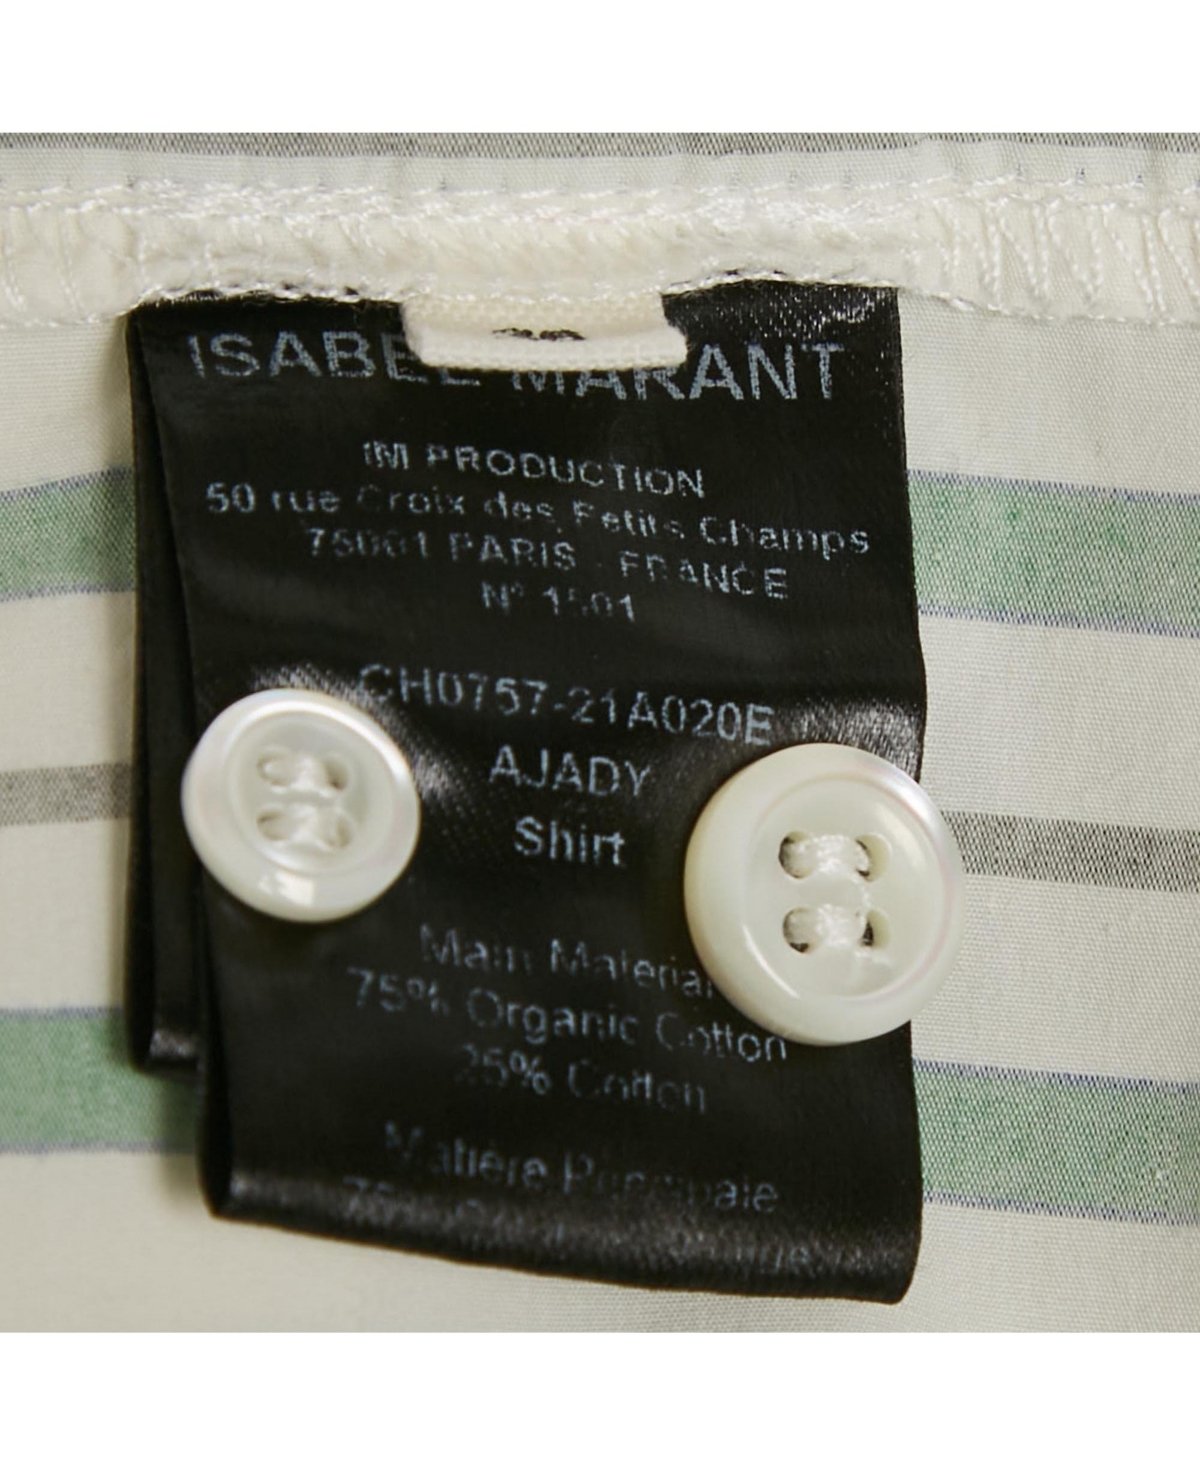 ISABEL MARANT
IM PRODUCTION
50 rue Croix des Petits Champs
75001 PARIS - FRANCE
N° 1501
CH0757-21A020E
AJADY
Shirt
Main Material
75% Organic Cotton
25% Cotton
Matière Principale
75%